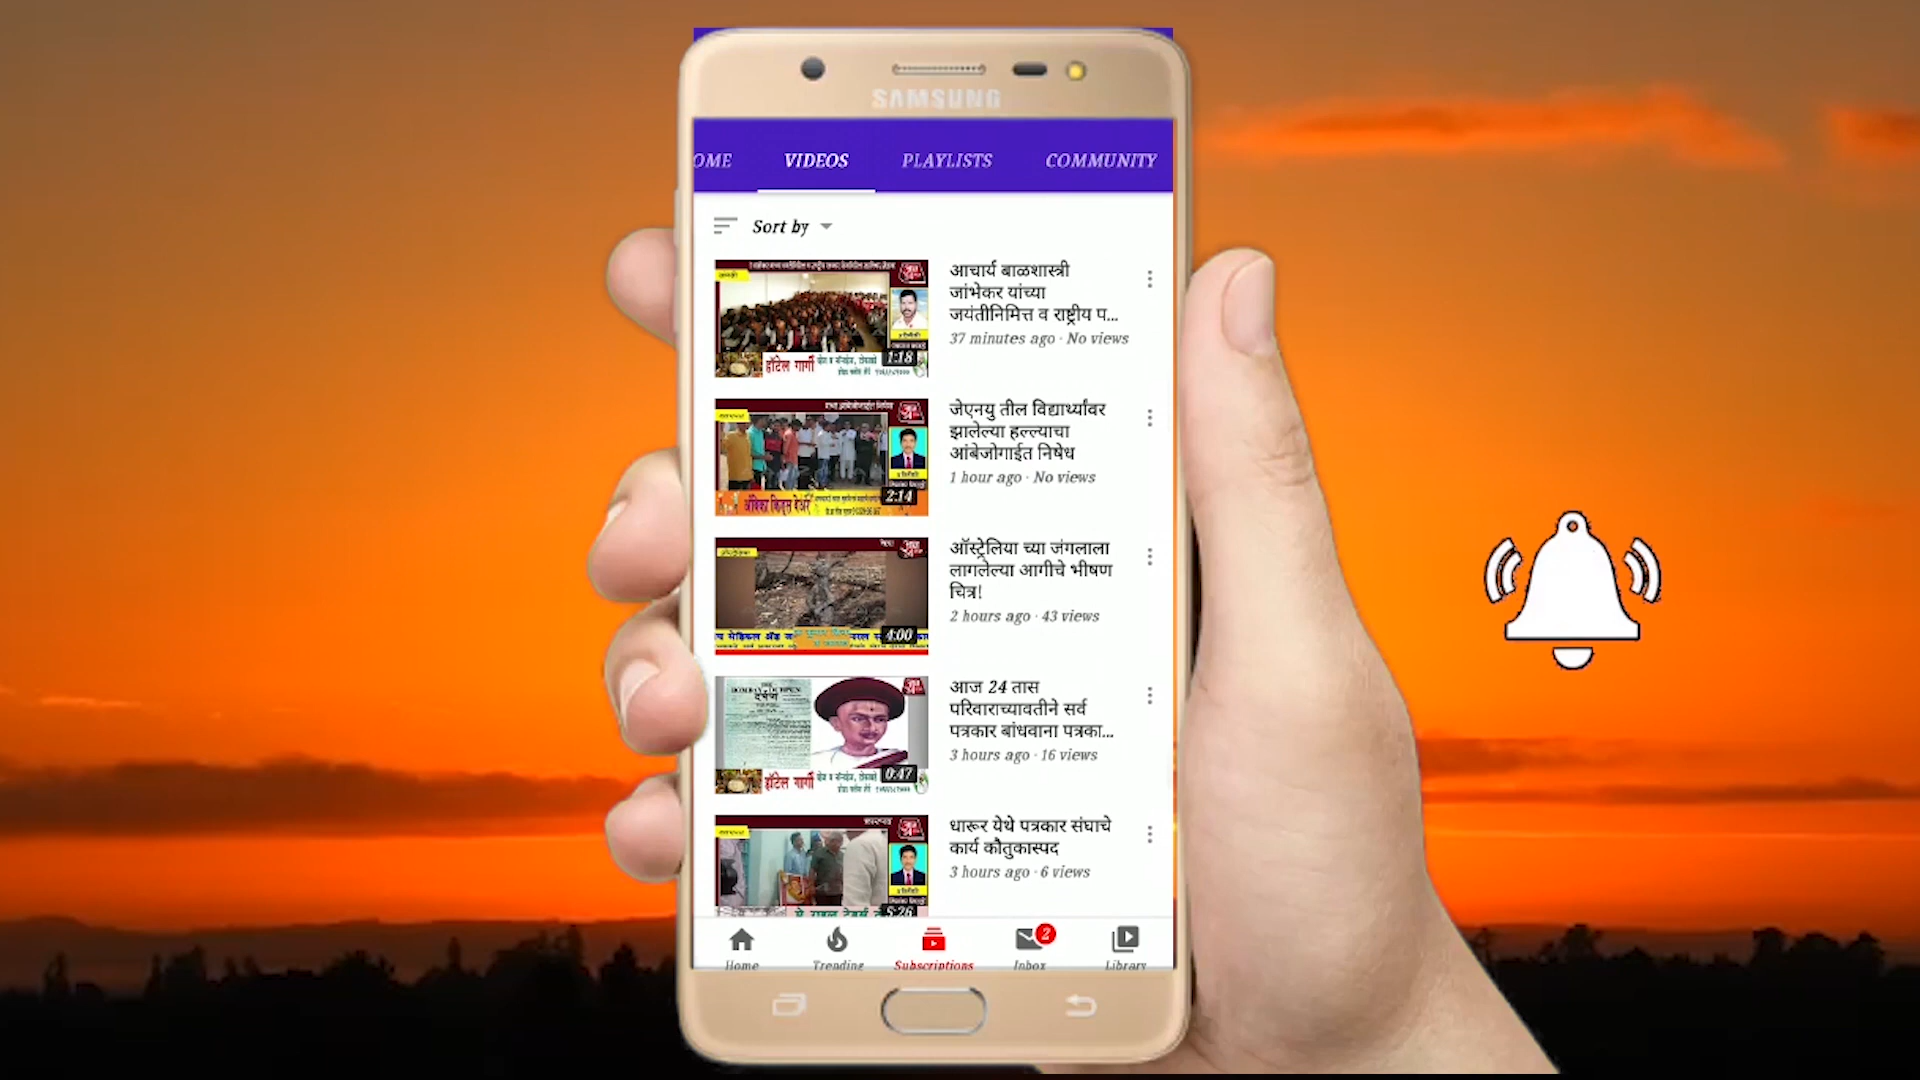 SAMSUNG
OME VIDEOS PLAYLISTS COMMUNITY
Sort by
आचार्य बाळशास्त्री
जांभेकर यांच्या
जयंतीनिमित्त व राष्ट्रीय प...
37 minutes ago · No views
हॉटेल गार्गी
1:18
जेएनयु तील विद्यार्थ्यांवर
झालेल्या हल्ल्याचा
आंबेजोगाईत निषेध
1 hour ago · No views
2:14
ऑस्ट्रेलिया च्या जंगलाला
लागलेल्या आगीचे भीषण
चित्र!
2 hours ago · 43 views
4:00
आज 24 तास
परिवाराच्यावतीने सर्व
पत्रकार बांधवाना पत्रका...
3 hours ago · 16 views
दर्पण
हॉटेल गार्गी
0:47
धारूर येथे पत्रकार संघाचे
कार्य कौतुकास्पद
3 hours ago · 6 views
5:26
2
Home Trending Subscriptions Inbox Library